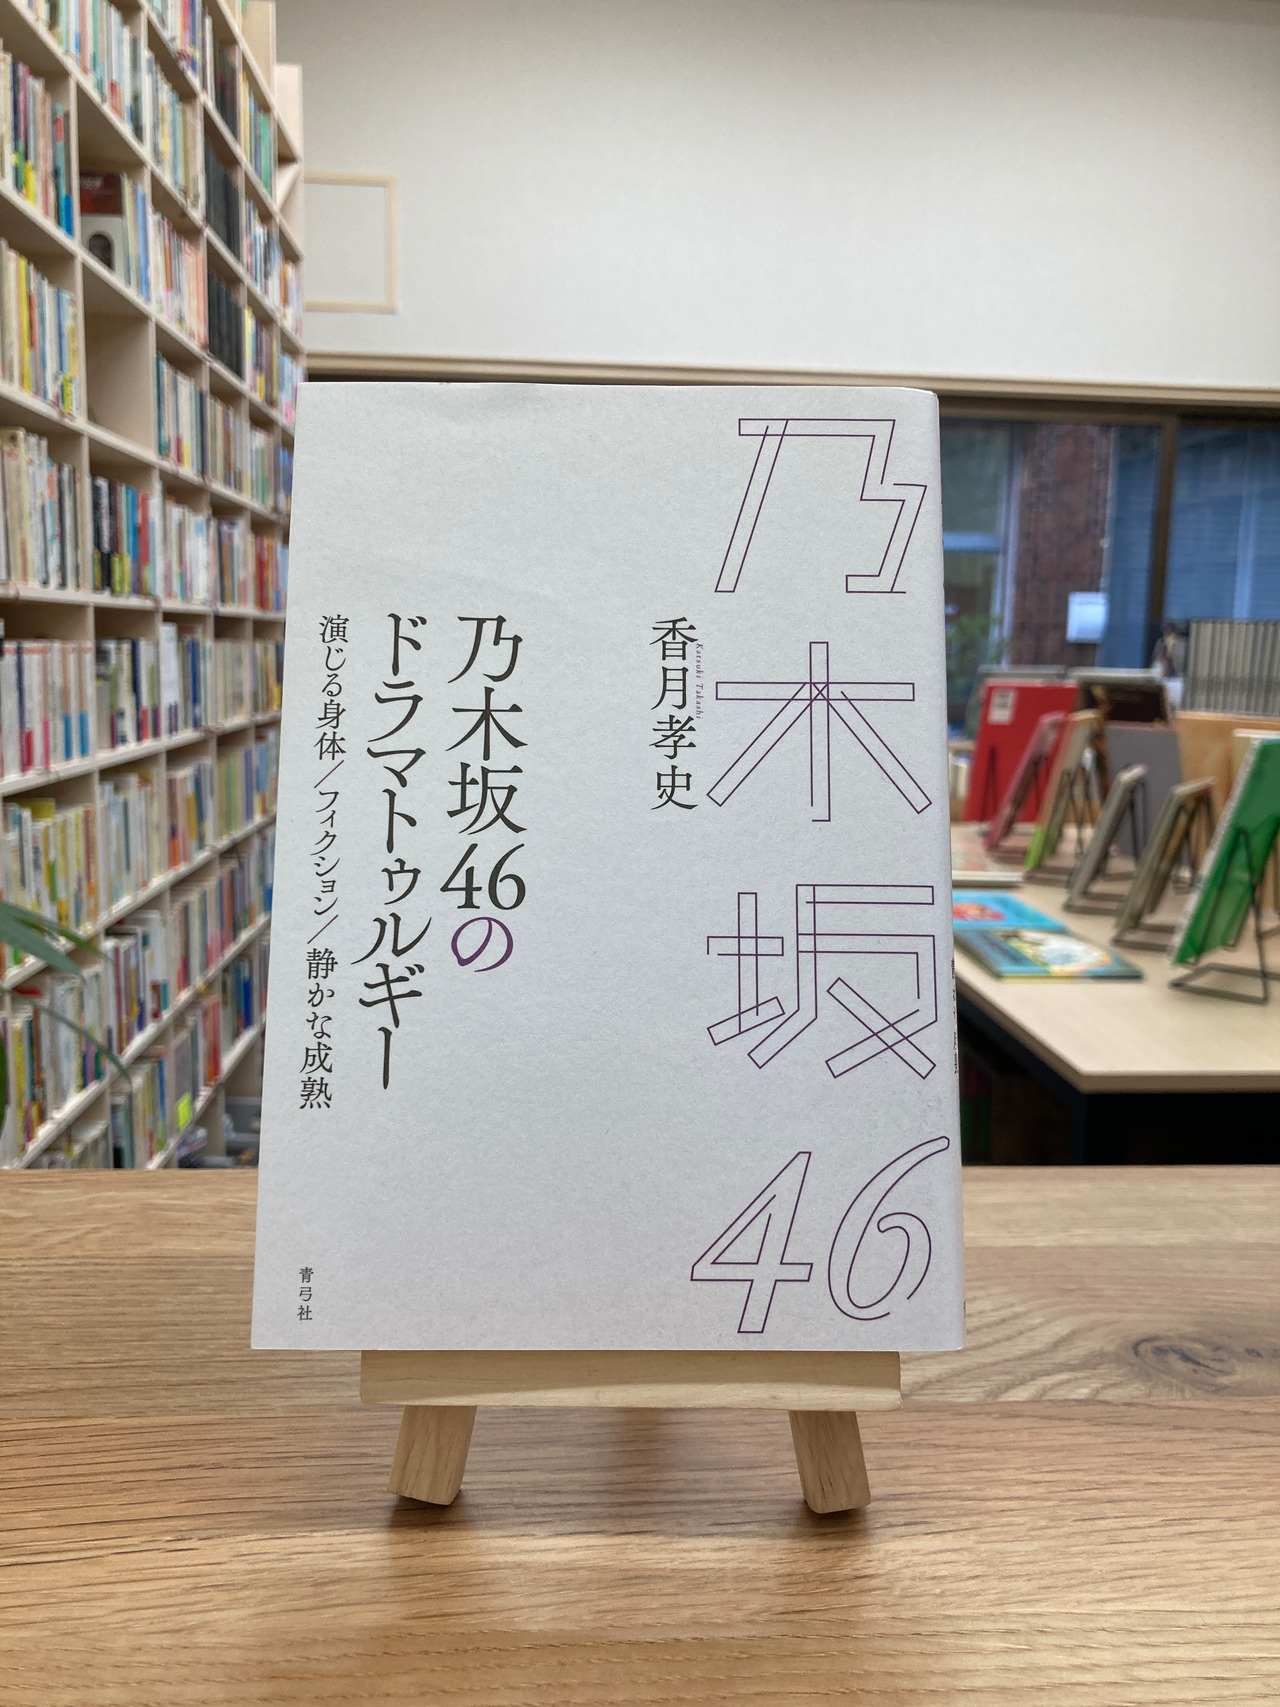 乃木坂46
香月孝史
Katsuki Takashi
乃木坂46の
ドラマトゥルギー
演じる身体／フィクション／静かな成熟
青弓社